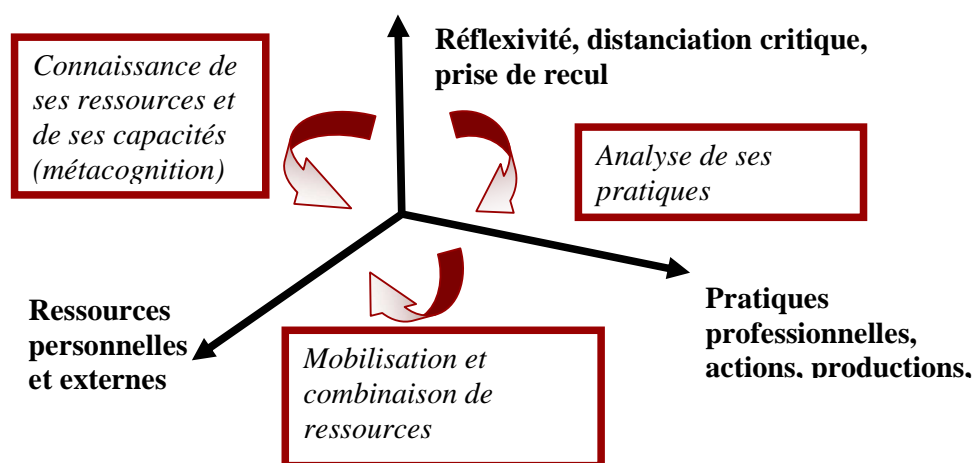 Réflexivité, distanciation critique,
prise de recul
Connaissance de
ses ressources et
de ses capacités
(métacognition)
Analyse de ses
pratiques
Ressources
personnelles
et externes
Pratiques
professionnelles,
actions, productions,
Mobilisation et
combinaison de
ressources